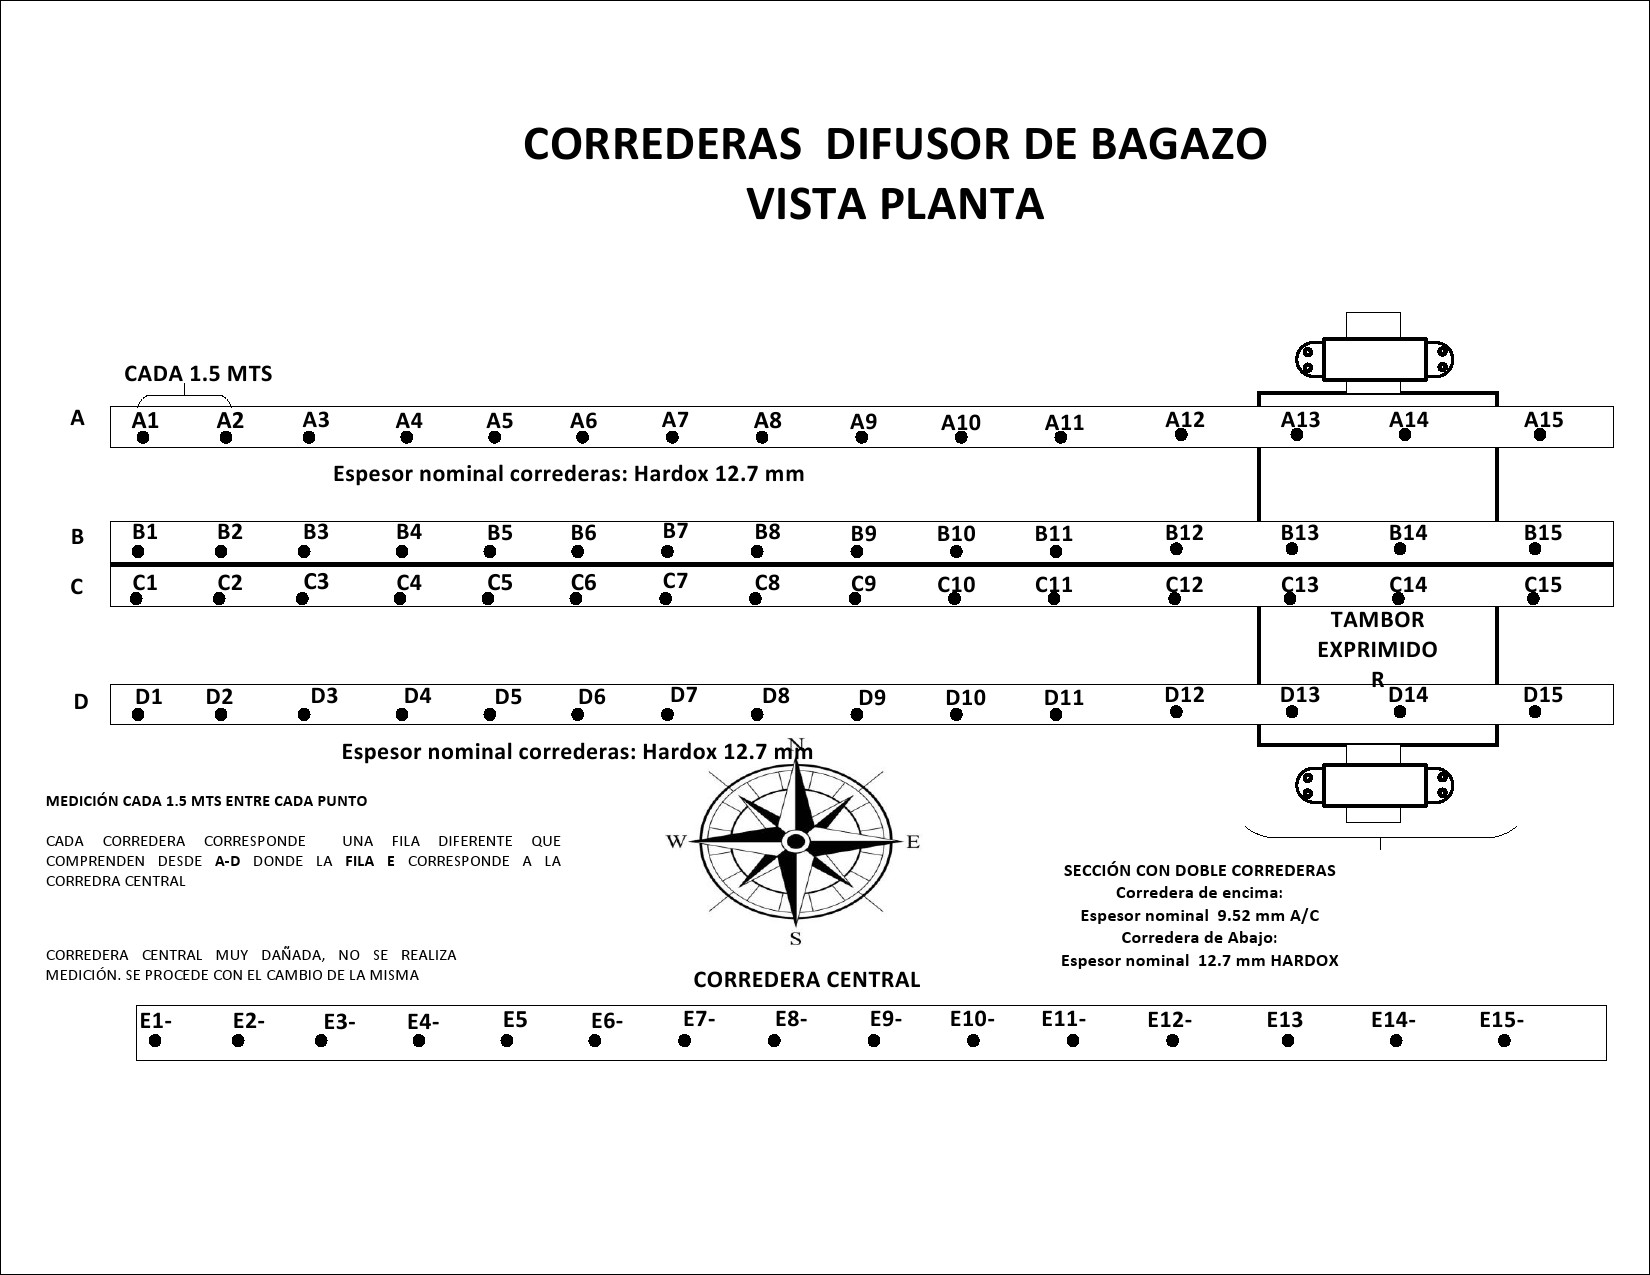 CORREDERAS DIFUSOR DE BAGAZO
VISTA PLANTA
CADA 1.5 MTS
A A1 A2 A3 A4 A5 A6 A7 A8 A9 A10 A11 A12 A13 A14 A15
Espesor nominal correderas: Hardox 12.7 mm
B B1 B2 B3 B4 B5 B6 B7 B8 B9 B10 B11 B12 B13 B14 B15
C C1 C2 C3 C4 C5 C6 C7 C8 C9 C10 C11 C12 C13 C14 C15
TAMBOR
EXPRIMIDO
R
D D1 D2 D3 D4 D5 D6 D7 D8 D9 D10 D11 D12 D13 D14 D15
Espesor nominal correderas: Hardox 12.7 mm
N
W E
S
MEDICIÓN CADA 1.5 MTS ENTRE CADA PUNTO
CADA CORREDERA CORRESPONDE UNA FILA DIFERENTE QUE
COMPRENDEN DESDE A-D DONDE LA FILA E CORRESPONDE A LA
CORREDRA CENTRAL
SECCIÓN CON DOBLE CORREDERAS
Corredera de encima:
Espesor nominal 9.52 mm A/C
Corredera de Abajo:
Espesor nominal 12.7 mm HARDOX
CORREDERA CENTRAL MUY DAÑADA, NO SE REALIZA
MEDICIÓN. SE PROCEDE CON EL CAMBIO DE LA MISMA
CORREDERA CENTRAL
E1- E2- E3- E4- E5 E6- E7- E8- E9- E10- E11- E12- E13 E14- E15-